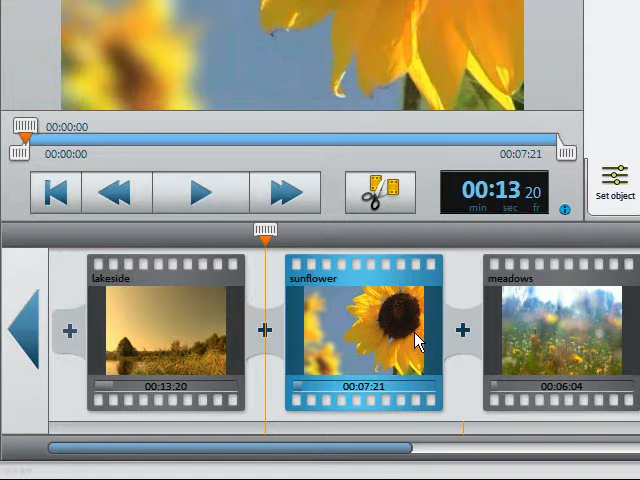 00:00:00
00:00:00
00:07:21
00:13 20
min sec fr
Set object
lakeside
sunflower
meadows
00:13:20
00:07:21
00:06:04